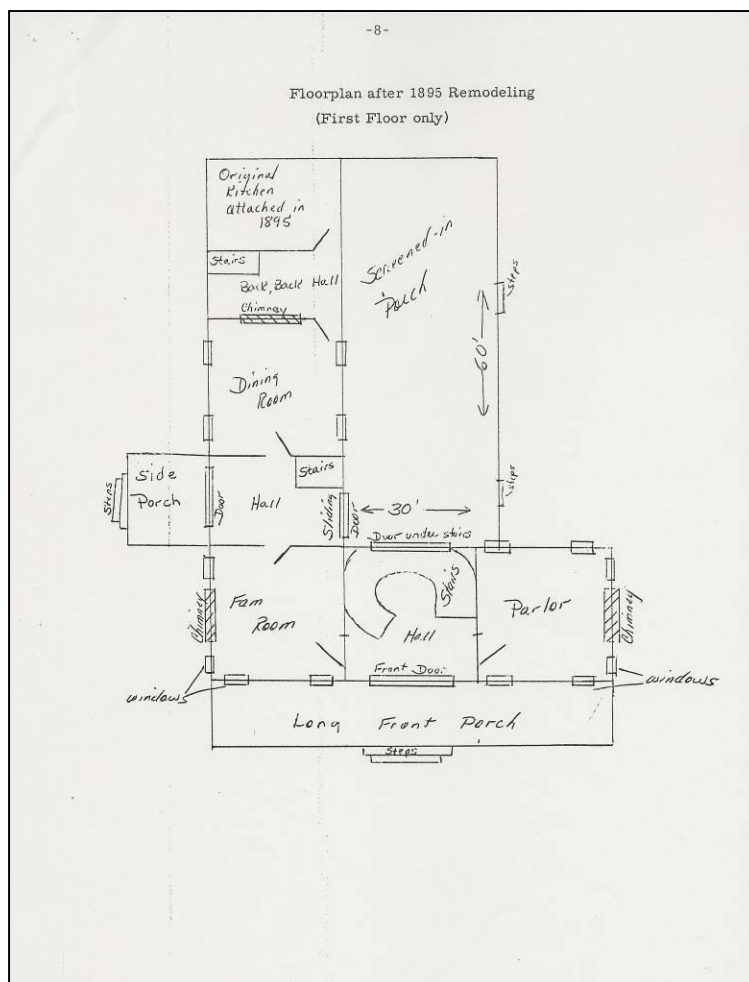 -8-
Floorplan after 1895 Remodeling
(First Floor only)
Original
Kitchen
attached in
1895
Stairs
Back, Back Hall
Chimney
Screened-in
Porch
steps
60'
Dining
Room
Side
Porch
Steps
Door
Hall
Stairs
Sliding
Door
30'
steps
Door under stairs
Chimney
Fam
Room
Stairs
Hall
Parlor
Chimney
Front Door
windows
windows
Long Front Porch
Steps